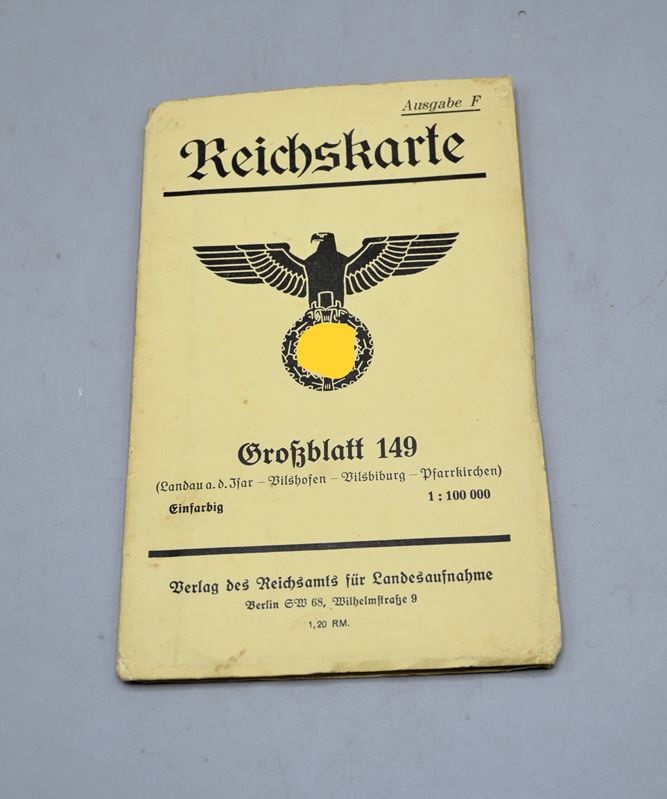 Ausgabe F
Reichskarte
Großblatt 149
(Landau a. d. Isar – Vilshofen – Vilsbiburg – Pfarrkirchen)
Einfarbig 1 : 100 000
Verlag des Reichsamts für Landesaufnahme
Berlin SW 68, Wilhelmstraße 9
1,20 RM.